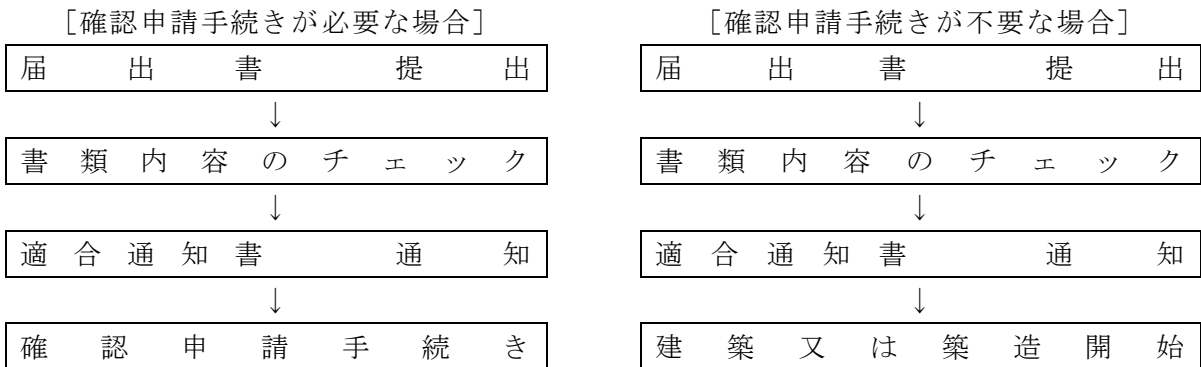 ［確認申請手続きが必要な場合］
届出書 提出
↓
書類内容のチェック
↓
適合通知書 通知
↓
確認申請手続き
［確認申請手続きが不要な場合］
届出書 提出
↓
書類内容のチェック
↓
適合通知書 通知
↓
建築又は築造開始